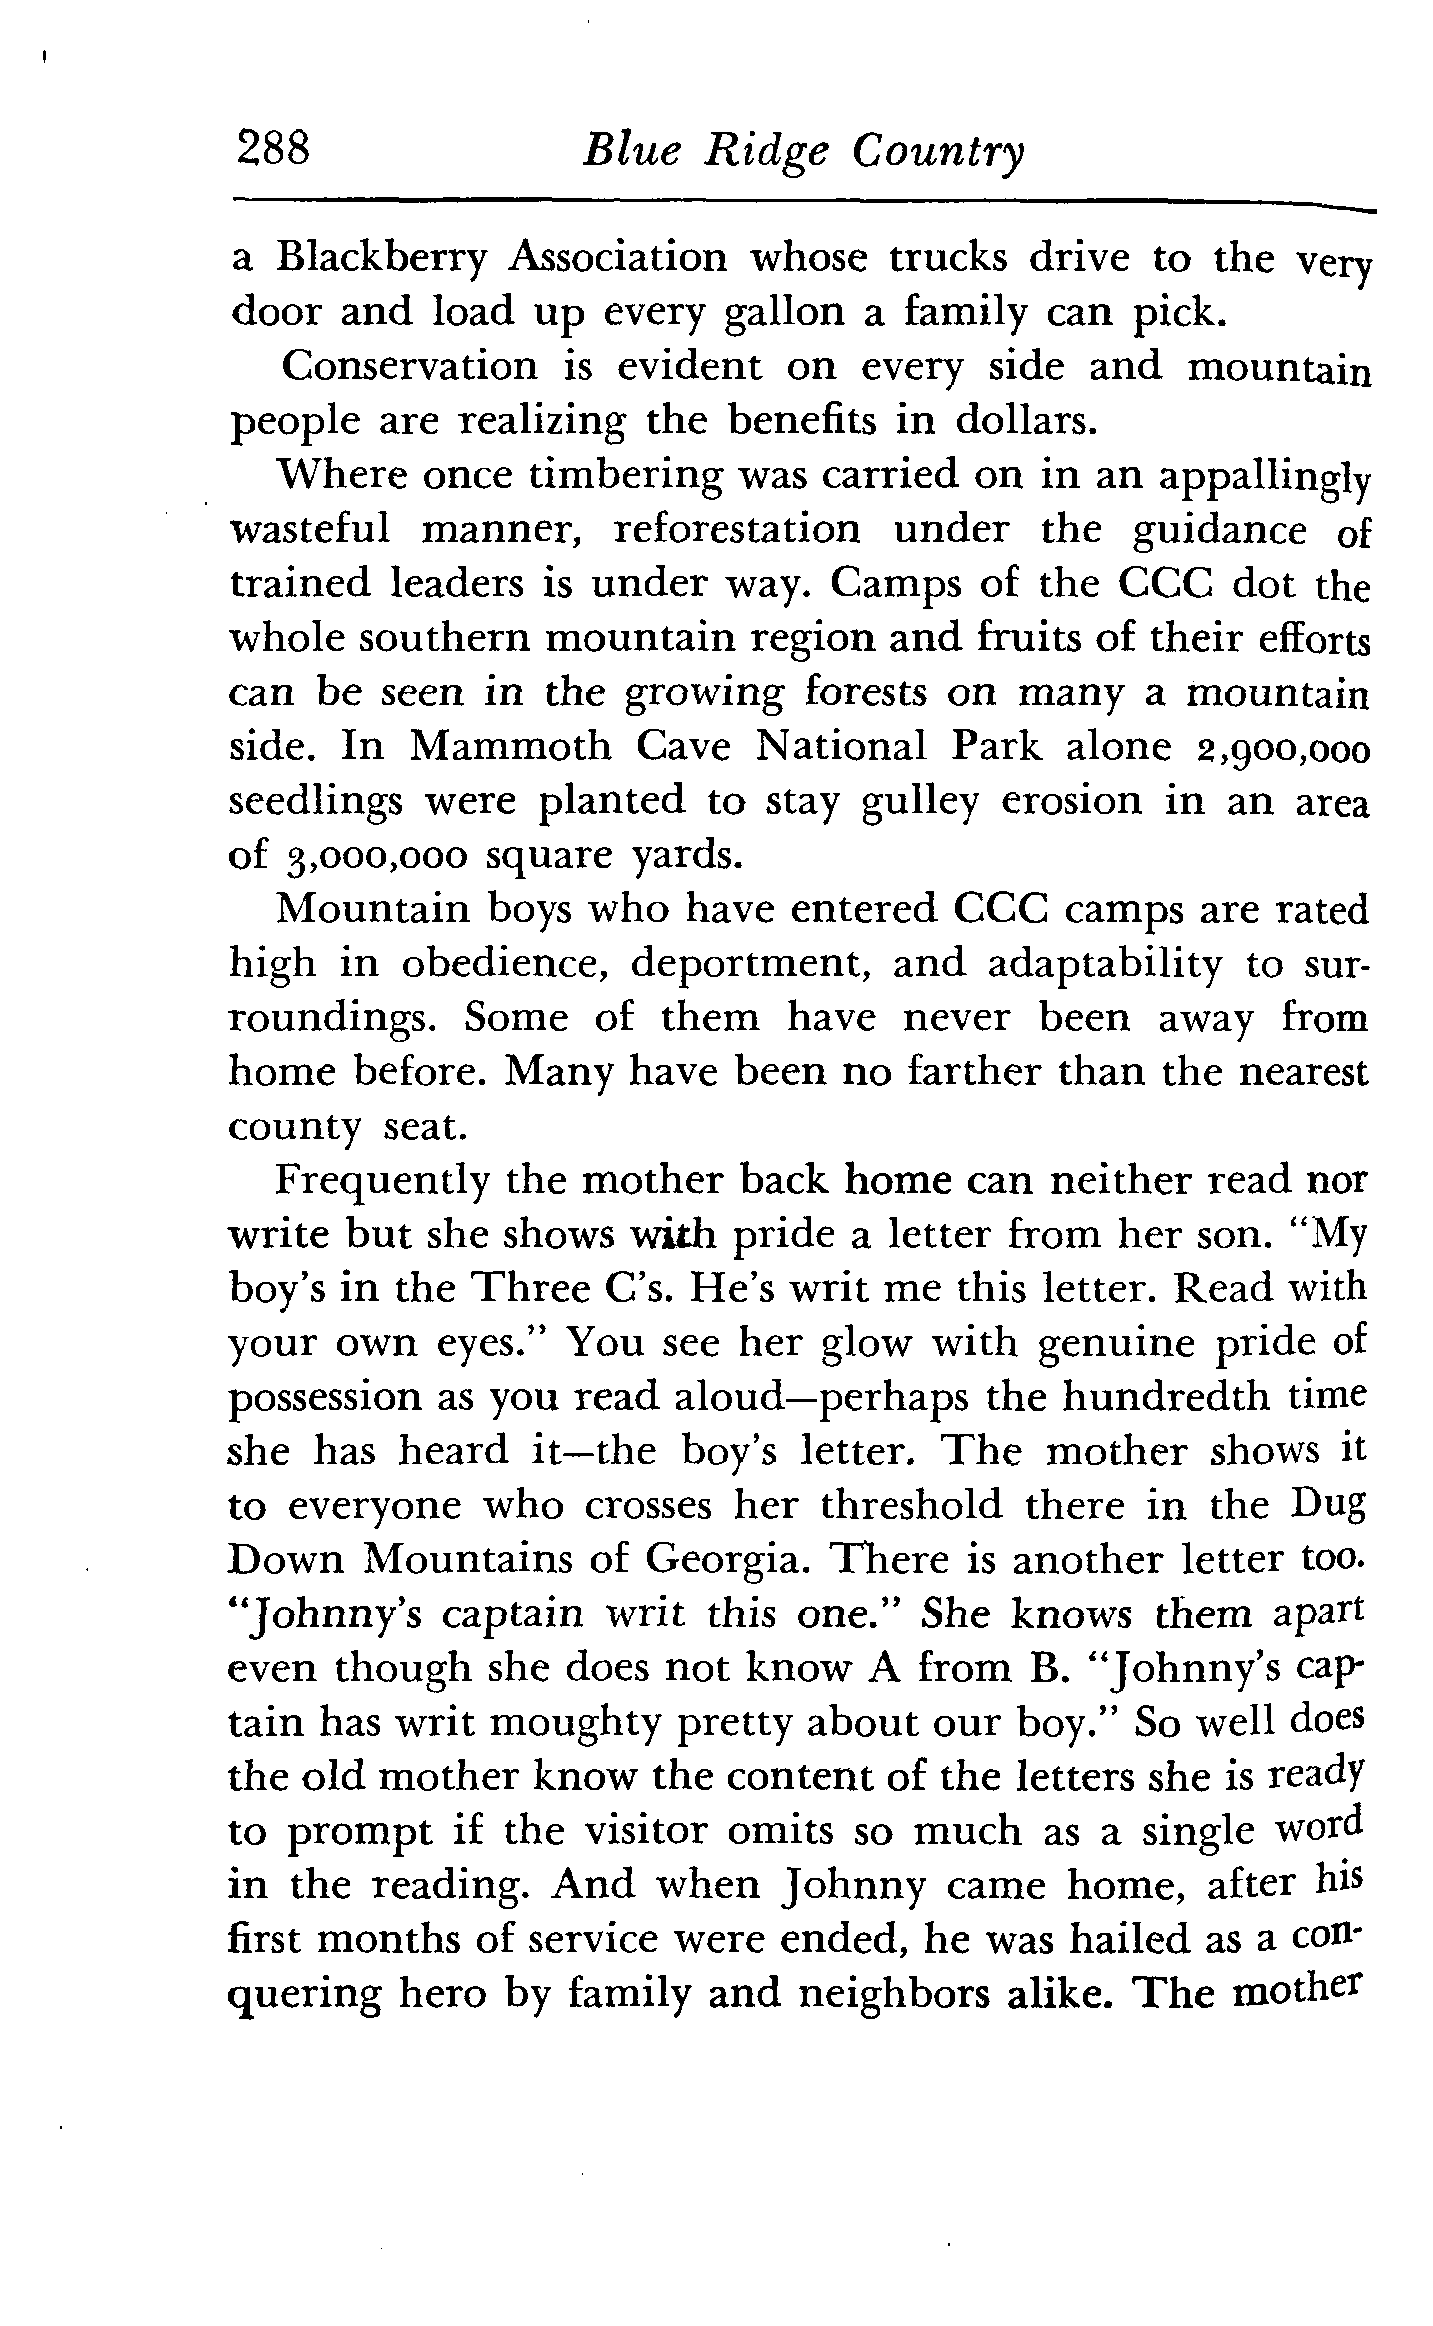 288 Blue Ridge Country
a Blackberry Association whose trucks drive to the very
door and load up every gallon a family can pick.
Conservation is evident on every side and mountain
people are realizing the benefits in dollars.
Where once timbering was carried on in an appallingly
wasteful manner, reforestation under the guidance of
trained leaders is under way. Camps of the CCC dot the
whole southern mountain region and fruits of their efforts
can be seen in the growing forests on many a mountain
side. In Mammoth Cave National Park alone 2,900,000
seedlings were planted to stay gulley erosion in an area
of 3,000,000 square yards.
Mountain boys who have entered CCC camps are rated
high in obedience, deportment, and adaptability to sur-
roundings. Some of them have never been away from
home before. Many have been no farther than the nearest
county seat.
Frequently the mother back home can neither read nor
write but she shows with pride a letter from her son. "My
boy's in the Three C's. He's writ me this letter. Read with
your own eyes." You see her glow with genuine pride of
possession as you read aloud—perhaps the hundredth time
she has heard it—the boy's letter. The mother shows it
to everyone who crosses her threshold there in the Dug
Down Mountains of Georgia. There is another letter too.
"Johnny's captain writ this one." She knows them apart
even though she does not know A from B. "Johnny's cap-
tain has writ moughty pretty about our boy." So well does
the old mother know the content of the letters she is ready
to prompt if the visitor omits so much as a single word
in the reading. And when Johnny came home, after his
first months of service were ended, he was hailed as a con-
quering hero by family and neighbors alike. The mother